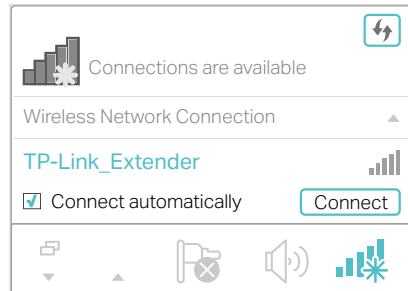 Connections are available
Wireless Network Connection
TP-Link_Extender
Connect automatically
Connect